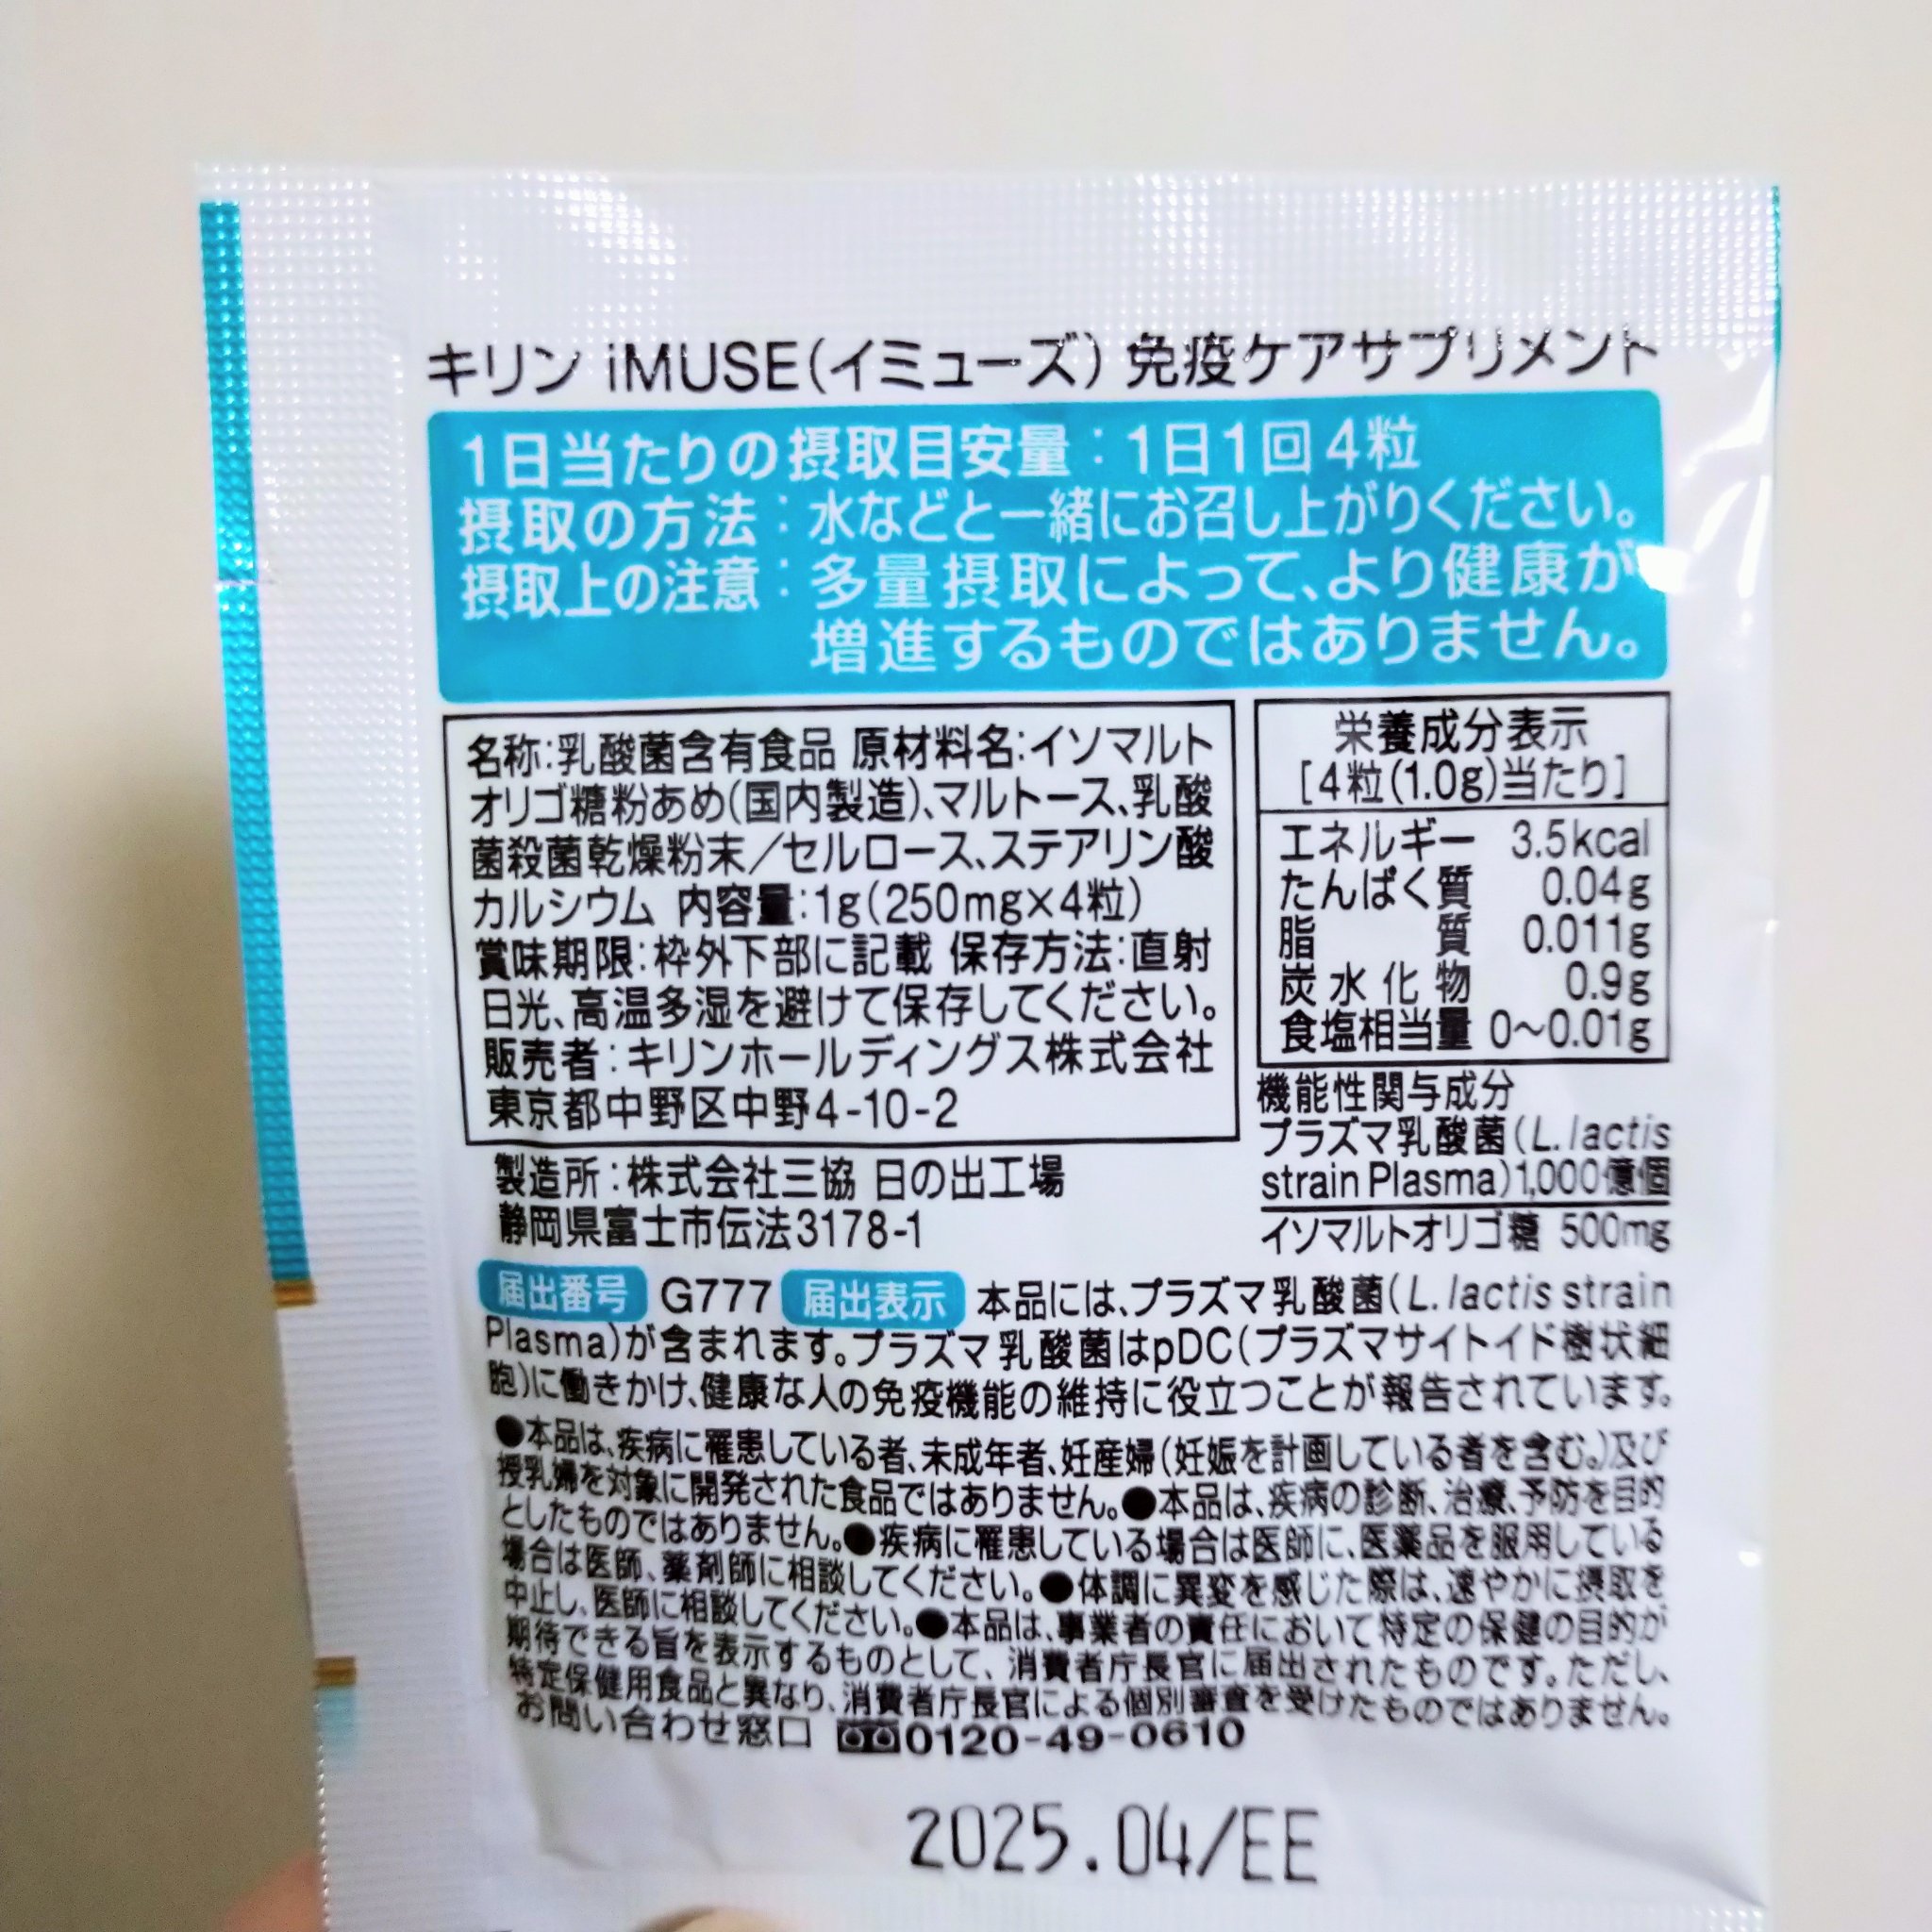 キリン iMUSE(イミューズ) 免疫ケアサプリメント
1日当たりの摂取目安量:1日1回4粒
摂取の方法:水などと一緒にお召し上がりください。
摂取上の注意:多量摂取によって、より健康が
増進するものではありません。
名称:乳酸菌含有食品 原材料名:イソマルト
オリゴ糖粉あめ(国内製造)、マルトース、乳酸
菌殺菌乾燥粉末/セルロース、ステアリン酸
カルシウム 内容量:1g(250mg×4粒)
賞味期限:枠外下部に記載 保存方法:直射
日光、高温多湿を避けて保存してください。
販売者:キリンホールディングス株式会社
東京都中野区中野4-10-2
製造所:株式会社三協 日の出工場
静岡県富士市伝法3178-1
栄養成分表示
[4粒(1.0g)当たり]
エネルギー 3.5kcal
たんぱく質 0.04g
脂質 0.011g
炭水化物 0.9g
食塩相当量 0~0.01g
機能性関与成分
プラズマ乳酸菌(L. lactis
strain Plasma)1,000億個
イソマルトオリゴ糖 500mg
届出番号 G777 届出表示 本品には、プラズマ乳酸菌(L. lactis strain
Plasma)が含まれます。プラズマ乳酸菌はpDC(プラズマサイトイド樹状細
胞)に働きかけ、健康な人の免疫機能の維持に役立つことが報告されています。
●本品は、疾病に罹患している者、未成年者、妊産婦(妊娠を計画している者を含む。)及び
授乳婦を対象に開発された食品ではありません。●本品は、疾病の診断、治療、予防を目的
としたものではありません。●疾病に罹患している場合は医師に、医薬品を服用している
場合は医師、薬剤師に相談してください。●体調に異変を感じた際は、速やかに摂取を
中止し、医師に相談してください。●本品は、事業者の責任において特定の保健の目的が
期待できる旨を表示するものとして、消費者庁長官に届出されたものです。ただし、
特定保健用食品と異なり、消費者庁長官による個別審査を受けたものではありません。
お問い合わせ窓口 0120-49-0610
2025.04/EE